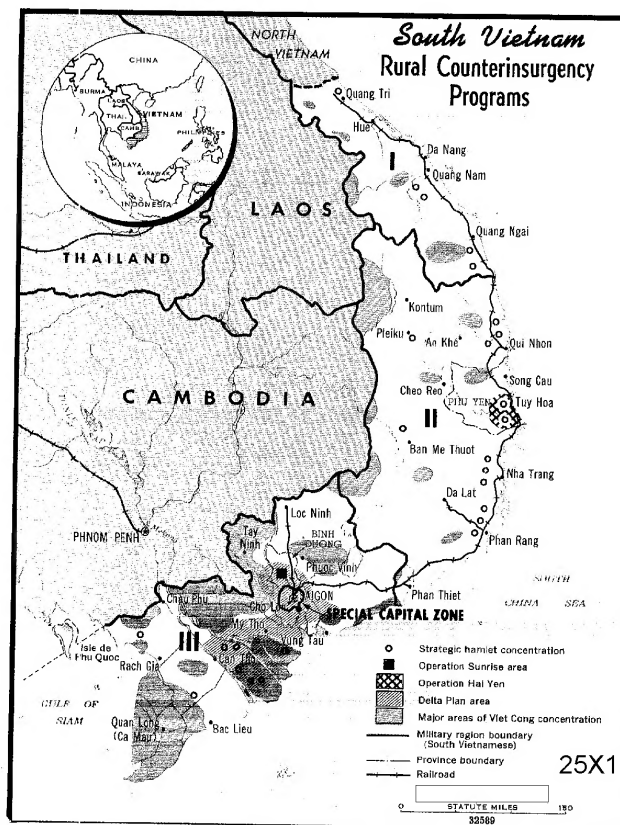 South Vietnam
Rural Counterinsurgency
Programs
CHINA
BURMA
LAOS
VIETNAM
THAI.
CAMB.
PHILIPPINES
MALAYA
SARAWAK
INDONESIA
NORTH
VIETNAM
Quang Tri
Hue
Da Nang
Quang Nam
I
LAOS
Quang Ngai
THAILAND
Kontum
Pleiku
An Khê
Qui Nhon
CAMBODIA
Song Cau
Cheo Reo
PHU YEN
Tuy Hoa
II
Ban Me Thuot
Nha Trang
Da Lat
Loc Ninh
PHNOM PENH
Mekong
Tay
Ninh
BINH
DUONG
Phuoc Vinh
Phan Rang
Phan Thiet
SOUTH
CHINA SEA
Chau Phu
Cho Lon
SAIGON
SPECIAL CAPITAL ZONE
My Tho
Vung Tau
III
Isle de
Phu Quoc
Rach Gia
Can Tho
GULF OF
SIAM
Quan Long
(Ca Mau)
Bac Lieu
Strategic hamlet concentration
Operation Sunrise area
Operation Hai Yen
Delta Plan area
Major areas of Viet Cong concentration
Military region boundary
(South Vietnamese)
Province boundary
Railroad
25X1
0 STATUTE MILES 150
32589